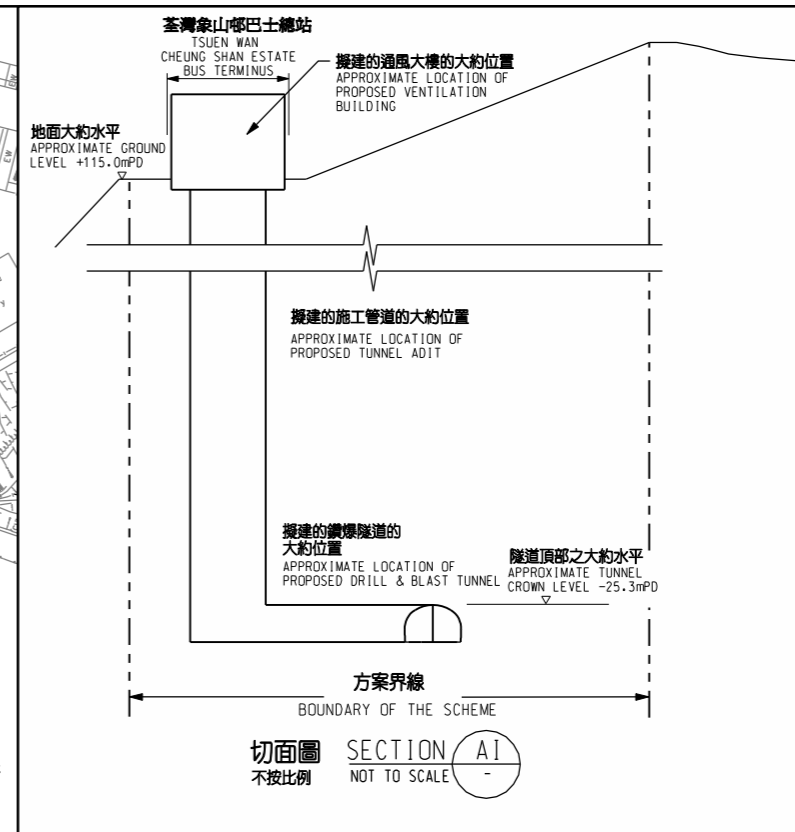 荃灣象山邨巴士總站
TSUEN WAN
CHEUNG SHAN ESTATE
BUS TERMINUS
擬建的通風大樓的大約位置
APPROXIMATE LOCATION OF
PROPOSED VENTILATION
BUILDING
地面大約水平
APPROXIMATE GROUND
LEVEL +115.0mPD
擬建的施工管道的大約位置
APPROXIMATE LOCATION OF
PROPOSED TUNNEL ADIT
擬建的鑽爆隧道的
大約位置
APPROXIMATE LOCATION OF
PROPOSED DRILL & BLAST TUNNEL
隧道頂部之大約水平
APPROXIMATE TUNNEL
CROWN LEVEL -25.3mPD
方案界線
BOUNDARY OF THE SCHEME
切面圖 SECTION AI
不按比例 NOT TO SCALE -